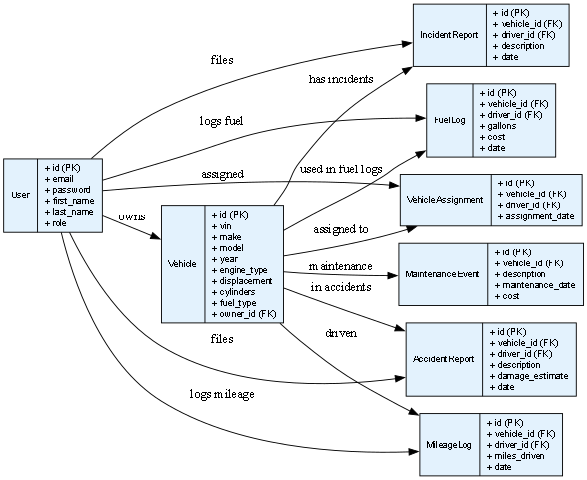 IncidentReport
+ id (PK)
+ vehicle_id (FK)
+ driver_id (FK)
+ description
+ date
files
has incidents
FuelLog
+ id (PK)
+ vehicle_id (FK)
+ driver_id (FK)
+ gallons
+ cost
+ date
logs fuel
User
+ id (PK)
+ email
+ password
+ first_name
+ last_name
+ role
assigned
used in fuel logs
VehicleAssignment
+ id (PK)
+ vehicle_id (FK)
+ driver_id (FK)
+ assignment_date
owns
Vehicle
+ id (PK)
+ vin
+ make
+ model
+ year
+ engine_type
+ displacement
+ cylinders
+ fuel_type
+ owner_id (FK)
assigned to
maintenance
MaintenanceEvent
+ id (PK)
+ vehicle_id (FK)
+ description
+ maintenance_date
+ cost
in accidents
driven
files
AccidentReport
+ id (PK)
+ vehicle_id (FK)
+ driver_id (FK)
+ description
+ damage_estimate
+ date
logs mileage
MileageLog
+ id (PK)
+ vehicle_id (FK)
+ driver_id (FK)
+ miles_driven
+ date